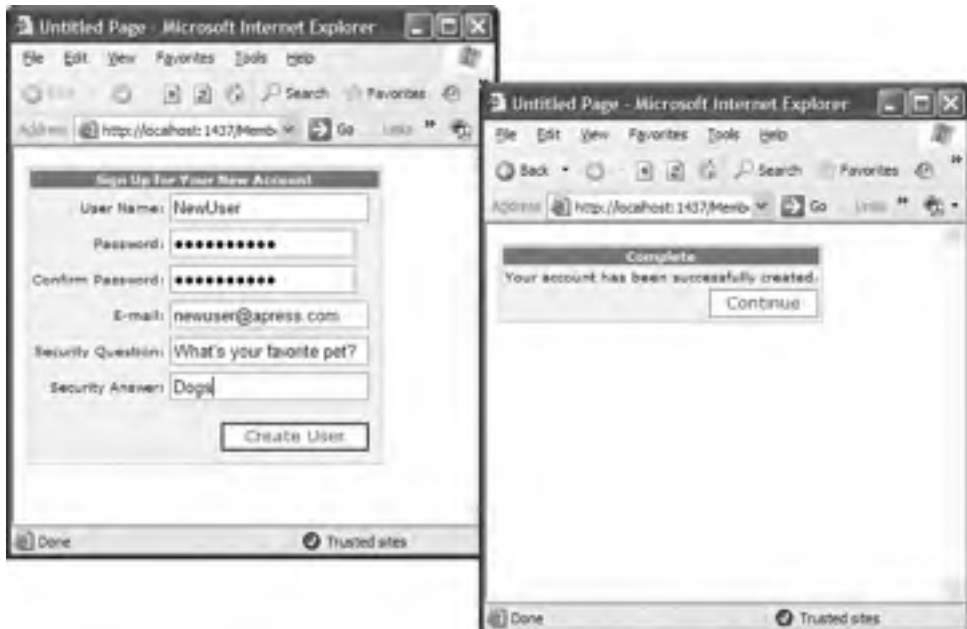 Untitled Page - Microsoft Internet Explorer
File Edit View Favorites Tools Help
Search Favorites
Address http://localhost:1437/Memb Go Links »
Sign Up for Your New Account
User Name: NewUser
Password: ●●●●●●●●●●
Confirm Password: ●●●●●●●●●●
E-mail: newuser@apress.com
Security Question: What's your favorite pet?
Security Answer: Dogs
Create User
Done Trusted sites
Untitled Page - Microsoft Internet Explorer
File Edit View Favorites Tools Help
Back Search Favorites »
Address http://localhost:1437/Memb Go Links »
Complete
Your account has been successfully created.
Continue
Done Trusted sites